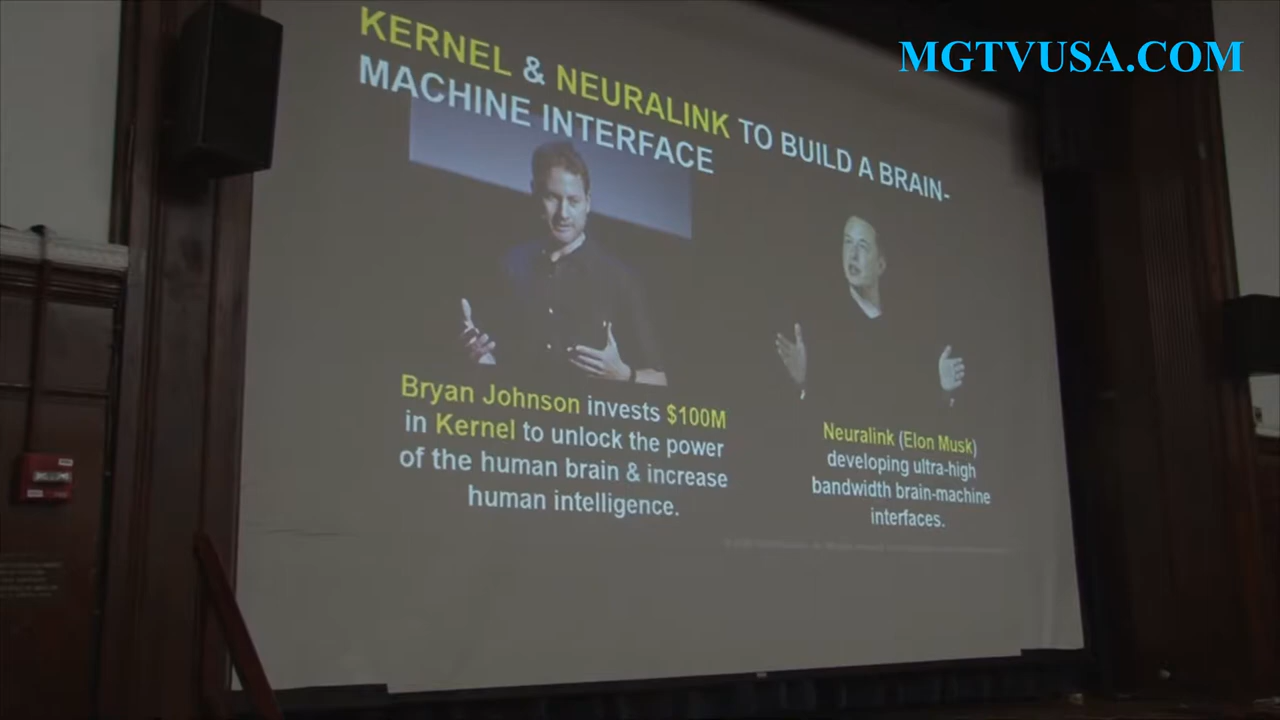 MGTVUSA.COM
KERNEL & NEURALINK TO BUILD A BRAIN-
MACHINE INTERFACE
Bryan Johnson invests $100M
in Kernel to unlock the power
of the human brain & increase
human intelligence.
Neuralink (Elon Musk)
developing ultra-high
bandwidth brain-machine
interfaces.